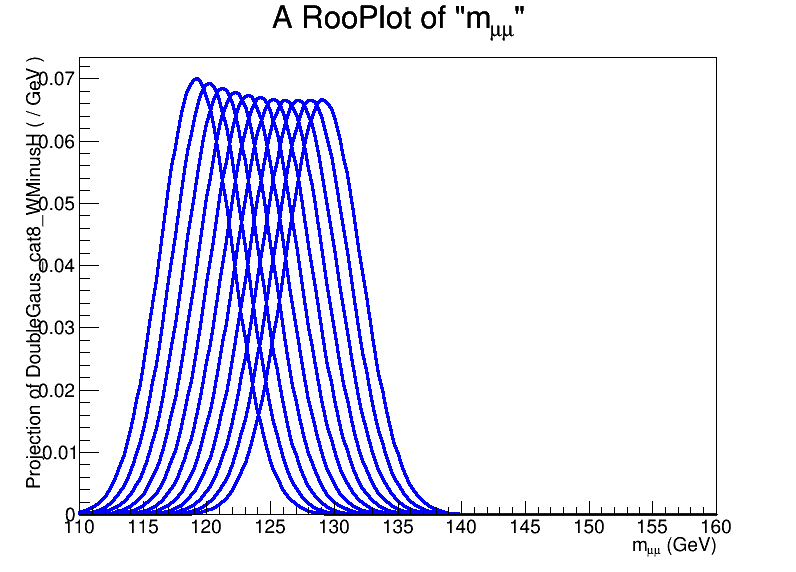 A RooPlot of "mμμ"
Projection of DoubleGaus_cat8_WMinusH ( / GeV )
0.07
0.06
0.05
0.04
0.03
0.02
0.01
0
110 115 120 125 130 135 140 145 150 155 160
mμμ (GeV)